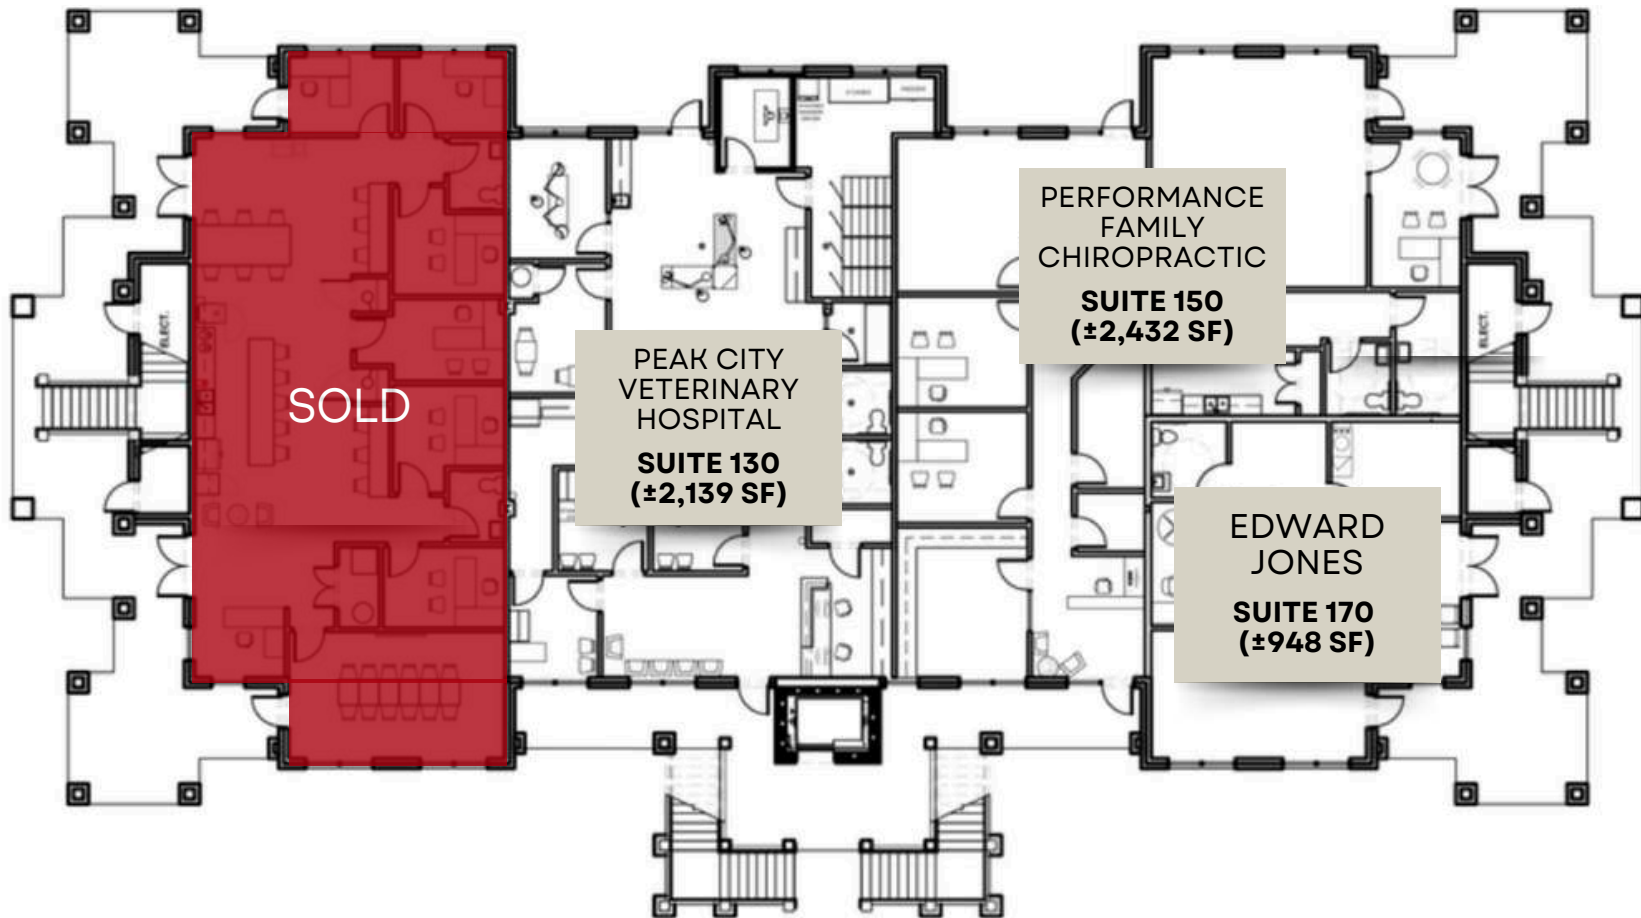 SOLD
ELECT.
PEAK CITY
VETERINARY
HOSPITAL
SUITE 130
(±2,139 SF)
PERFORMANCE
FAMILY
CHIROPRACTIC
SUITE 150
(±2,432 SF)
ELECT.
EDWARD
JONES
SUITE 170
(±948 SF)